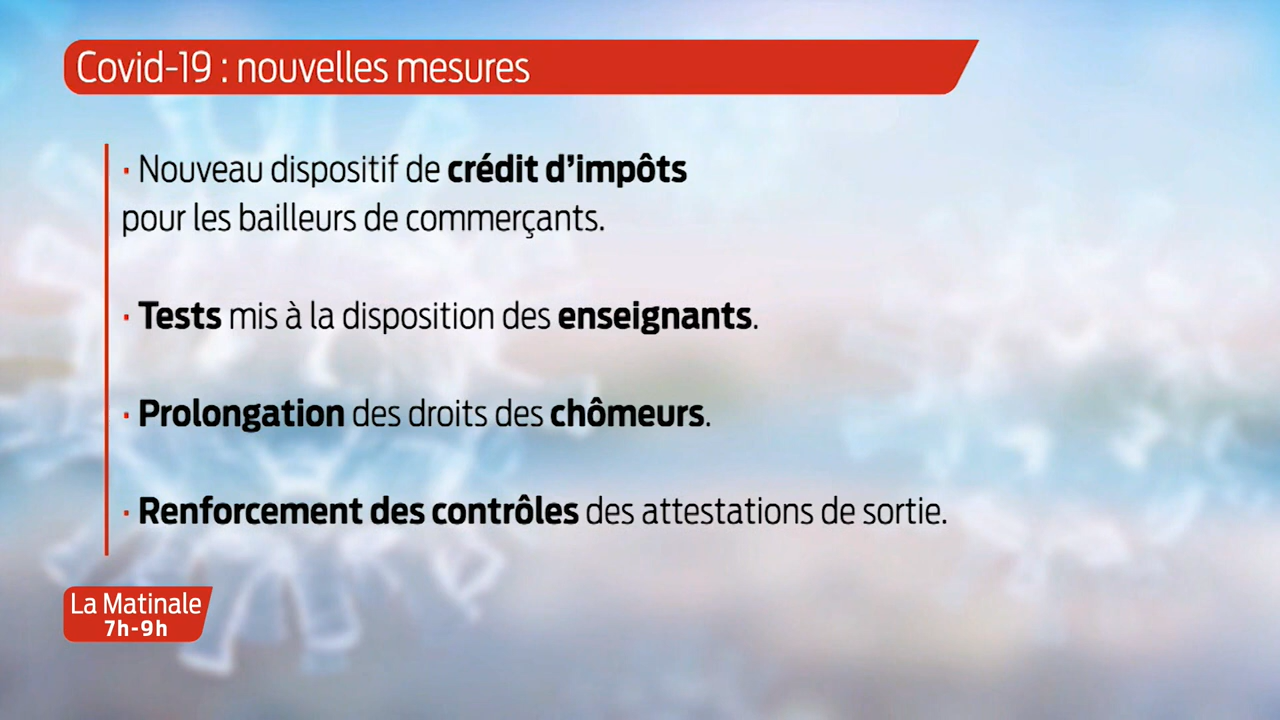 Covid-19 : nouvelles mesures
· Nouveau dispositif de crédit d’impôts
pour les bailleurs de commerçants.
· Tests mis à la disposition des enseignants.
· Prolongation des droits des chômeurs.
· Renforcement des contrôles des attestations de sortie.
La Matinale
7h-9h